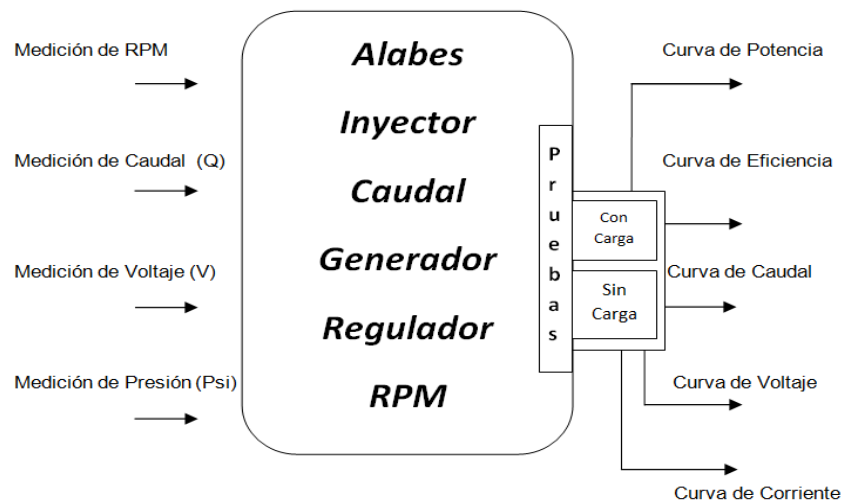 Medición de RPM
Medición de Caudal (Q)
Medición de Voltaje (V)
Medición de Presión (Psi)
Alabes
Inyector
Caudal
Generador
Regulador
RPM
Pruebas
Con
Carga
Sin
Carga
Curva de Potencia
Curva de Eficiencia
Curva de Caudal
Curva de Voltaje
Curva de Corriente